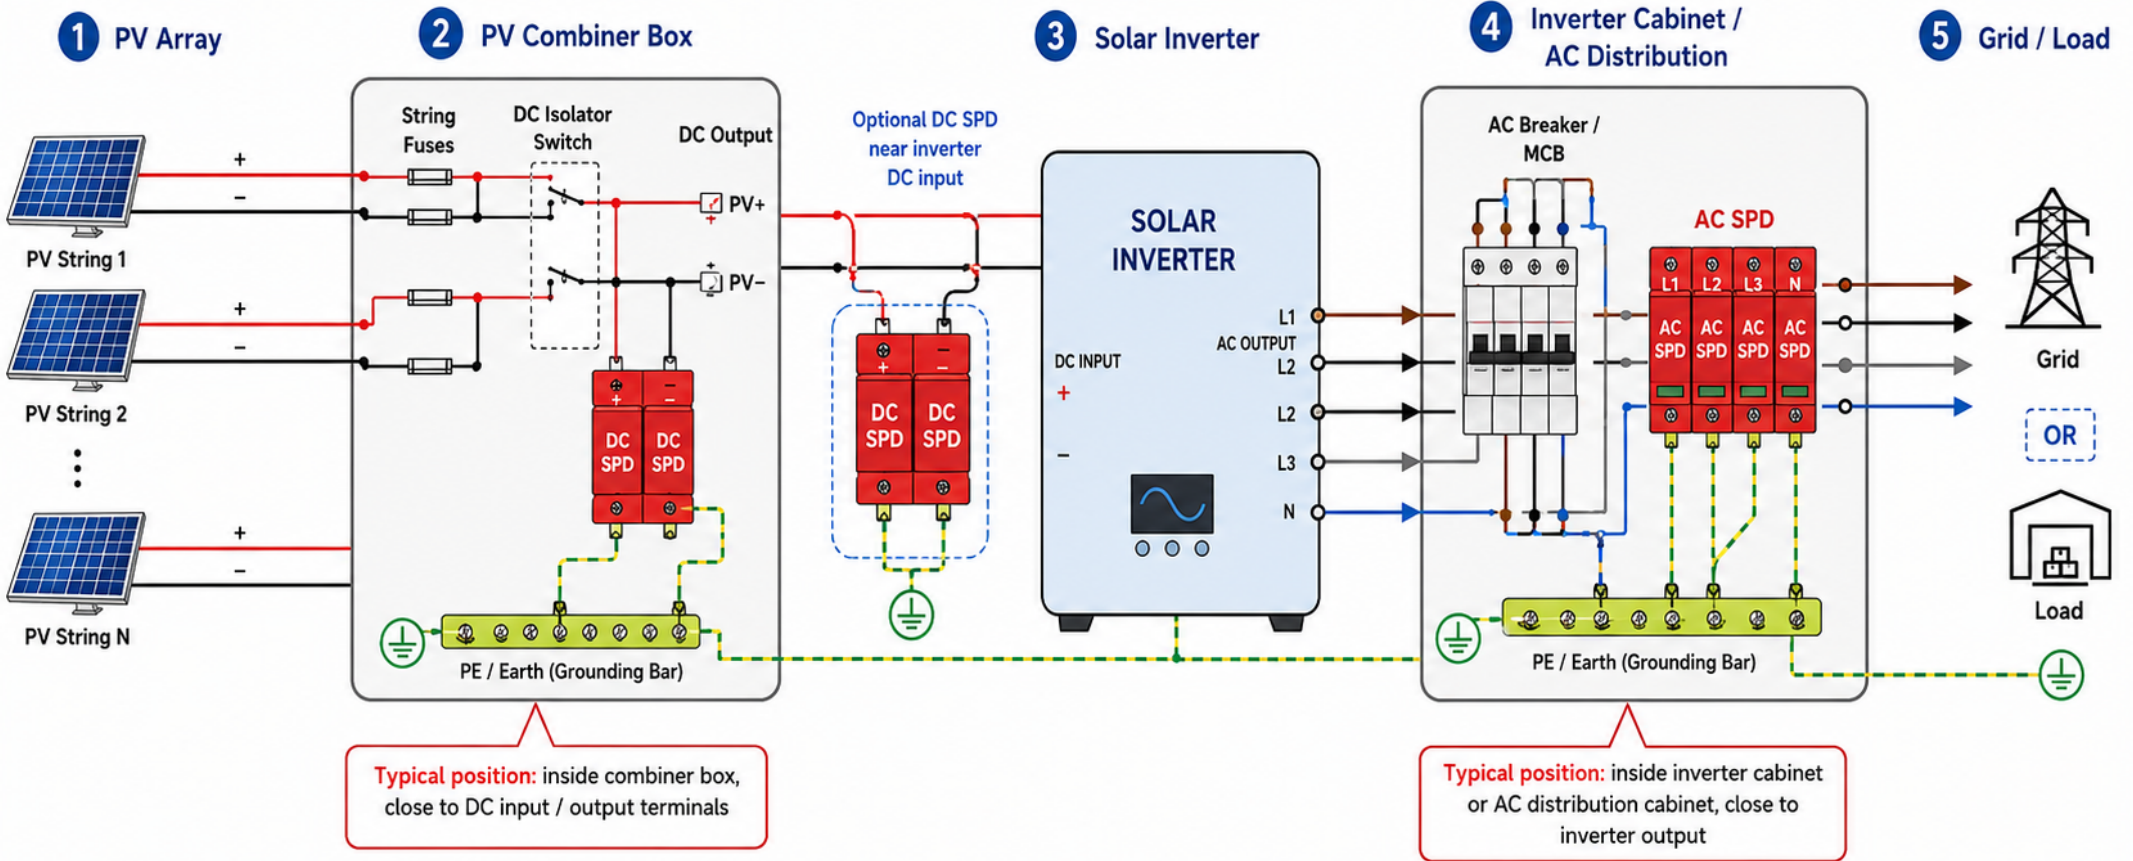 1 PV Array
2 PV Combiner Box
3 Solar Inverter
4 Inverter Cabinet /
AC Distribution
5 Grid / Load
+
−
PV String 1
+
−
PV String 2
+
−
PV String N
String
Fuses
DC Isolator
Switch
DC Output
+
PV+
+
−
PV−
+
−
DC
SPD
DC
SPD
PE / Earth (Grounding Bar)
Typical position: inside combiner box,
close to DC input / output terminals
Optional DC SPD
near inverter
DC input
+
−
DC
SPD
DC
SPD
SOLAR
INVERTER
DC INPUT
+
−
L1
AC OUTPUT
L2
L2
L3
N
AC Breaker /
MCB
AC SPD
L1 L2 L3 N
AC
SPD
AC
SPD
AC
SPD
AC
SPD
PE / Earth (Grounding Bar)
Typical position: inside inverter cabinet
or AC distribution cabinet, close to
inverter output
Grid
OR
Load